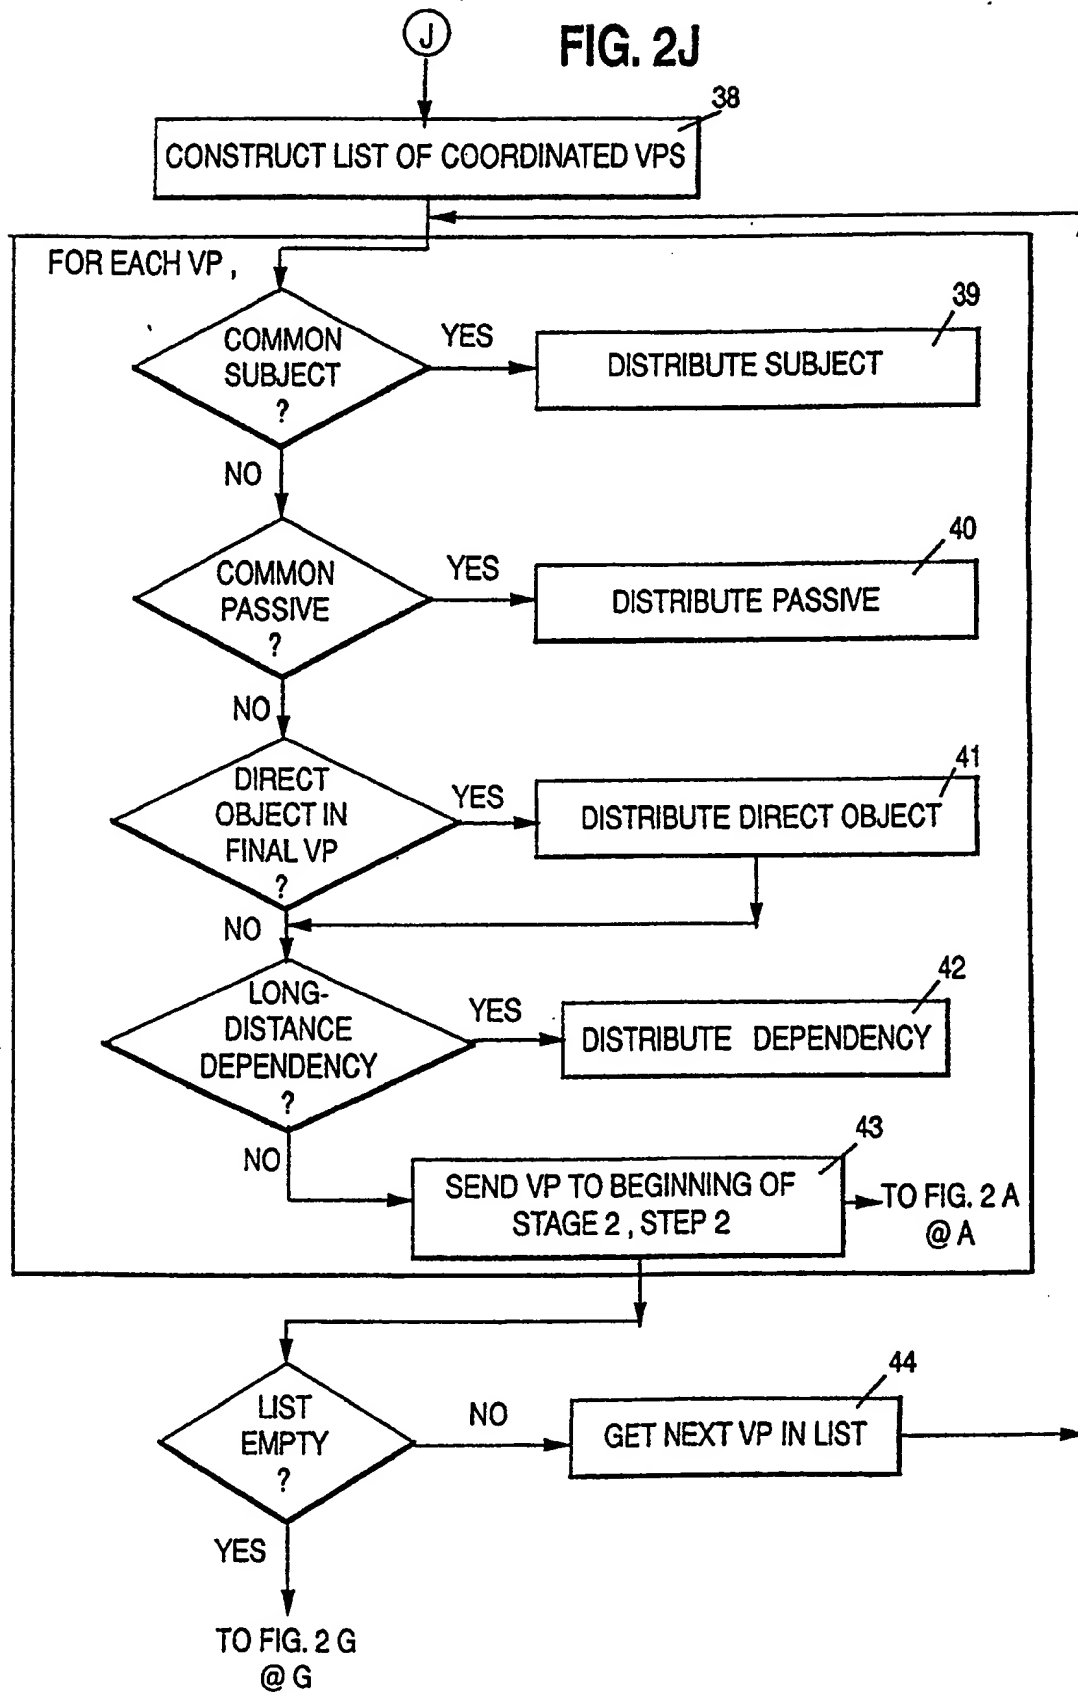 J
FIG. 2J
38
CONSTRUCT LIST OF COORDINATED VPS
FOR EACH VP ,
COMMON
SUBJECT
?
YES
39
DISTRIBUTE SUBJECT
NO
COMMON
PASSIVE
?
YES
40
DISTRIBUTE PASSIVE
NO
DIRECT
OBJECT IN
FINAL VP
?
YES
41
DISTRIBUTE DIRECT OBJECT
NO
LONG-
DISTANCE
DEPENDENCY
?
YES
42
DISTRIBUTE DEPENDENCY
NO
43
SEND VP TO BEGINNING OF
STAGE 2 , STEP 2
TO FIG. 2 A
@ A
LIST
EMPTY
?
NO
44
GET NEXT VP IN LIST
YES
TO FIG. 2 G
@ G